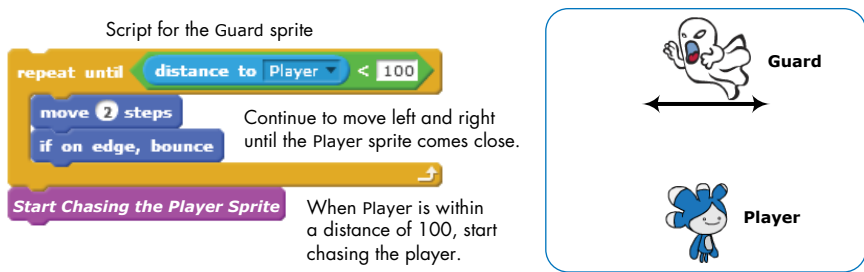 Script for the Guard sprite
repeat until distance to Player < 100
move 2 steps
if on edge, bounce
Continue to move left and right
until the Player sprite comes close.
Start Chasing the Player Sprite
When Player is within
a distance of 100, start
chasing the player.
Guard
Player